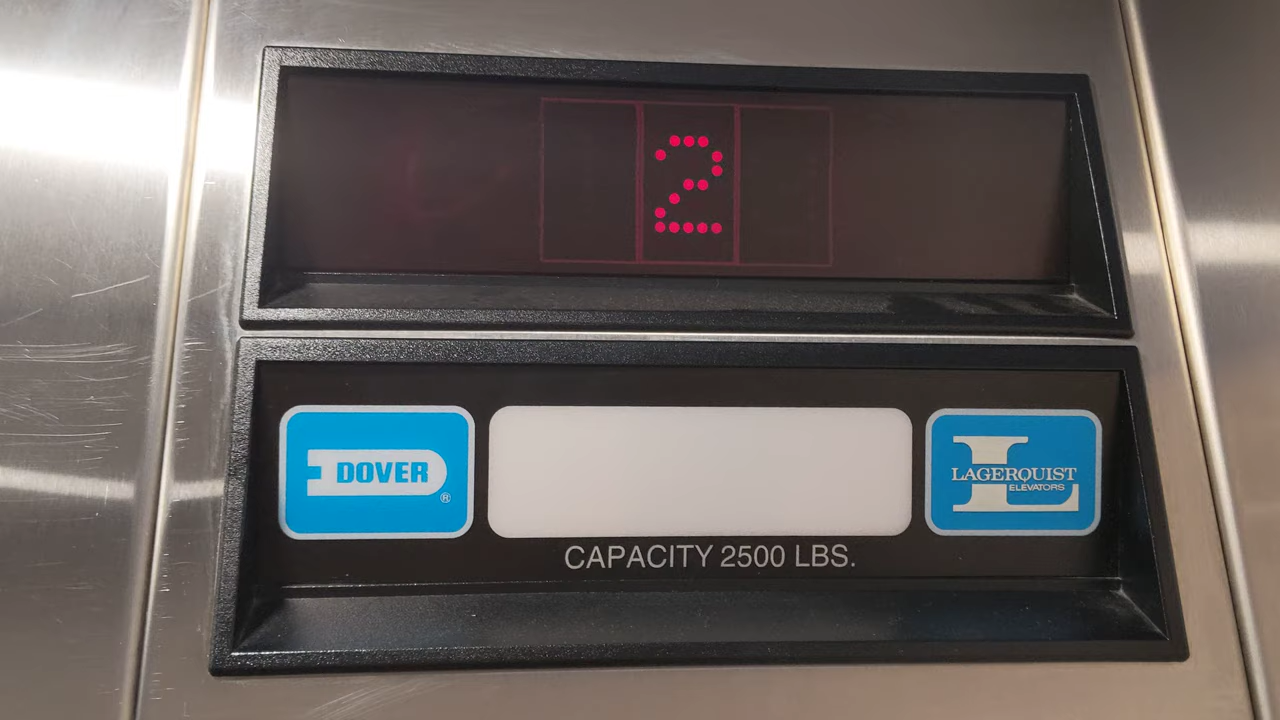 2
DOVER
®
LAGERQUIST
ELEVATORS
CAPACITY 2500 LBS.